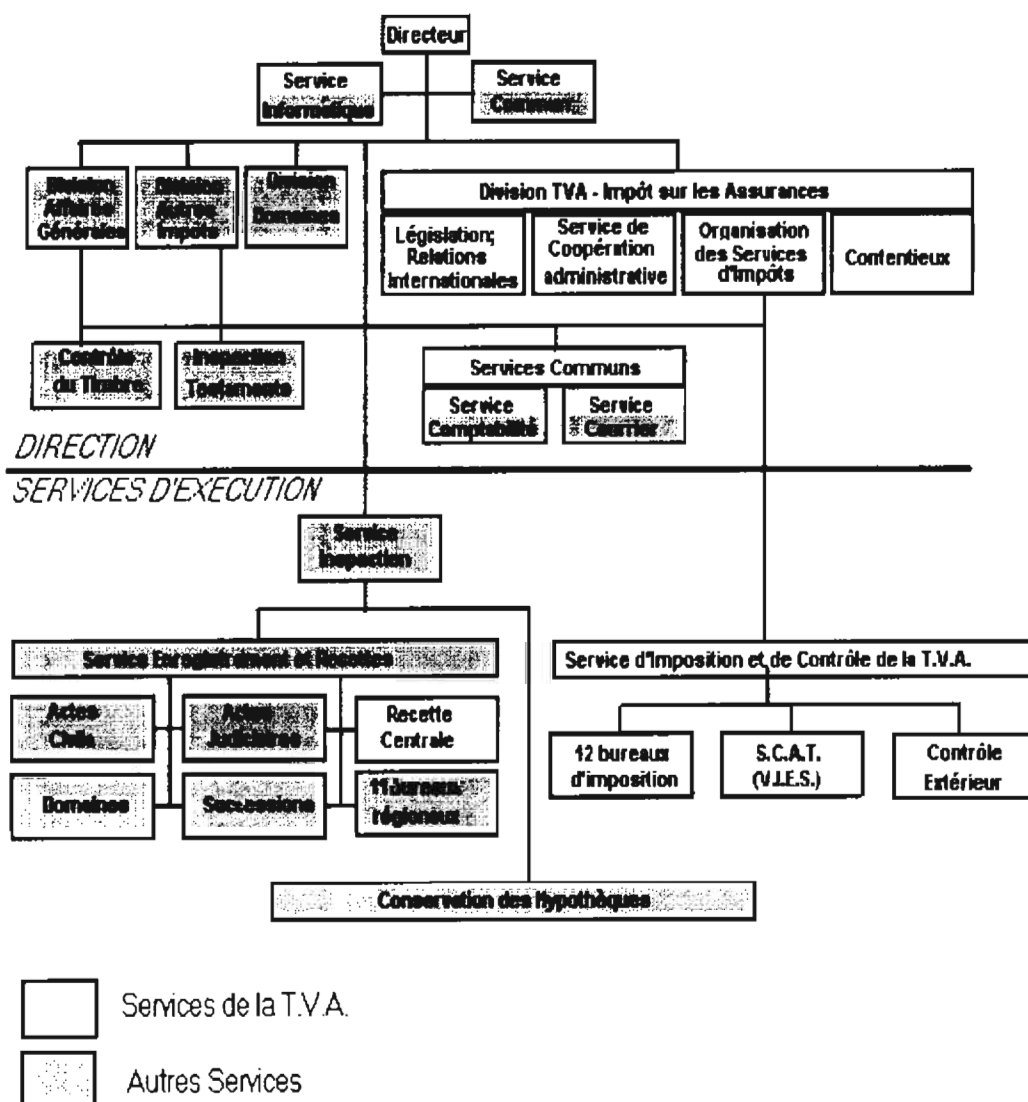 Directeur
Service
Informatique
Service
Commun
Division
Affaires
Générales
Division
Autres
Impôts
Division
Domaines
Division TVA - Impôt sur les Assurances
Législation;
Relations
Internationales
Service de
Coopération
administrative
Organisation
des Services
d'Impôts
Contentieux
Contrôle
du Timbre
Inspection
Testaments
Services Communs
Service
Comptabilité
Service
Courrier
DIRECTION
SERVICES D'EXECUTION
Service
Inspection
Service Enregistrement et Recettes
Service d'Imposition et de Contrôle de la T.V.A.
Actes
Civils
Actes
Judiciaires
Recette
Centrale
12 bureaux
d'imposition
S.C.A.T.
(V.I.E.S.)
Contrôle
Extérieur
Domaines
Successions
11 bureaux
régionaux
Conservation des Hypothèques
Services de la T.V.A.
Autres Services